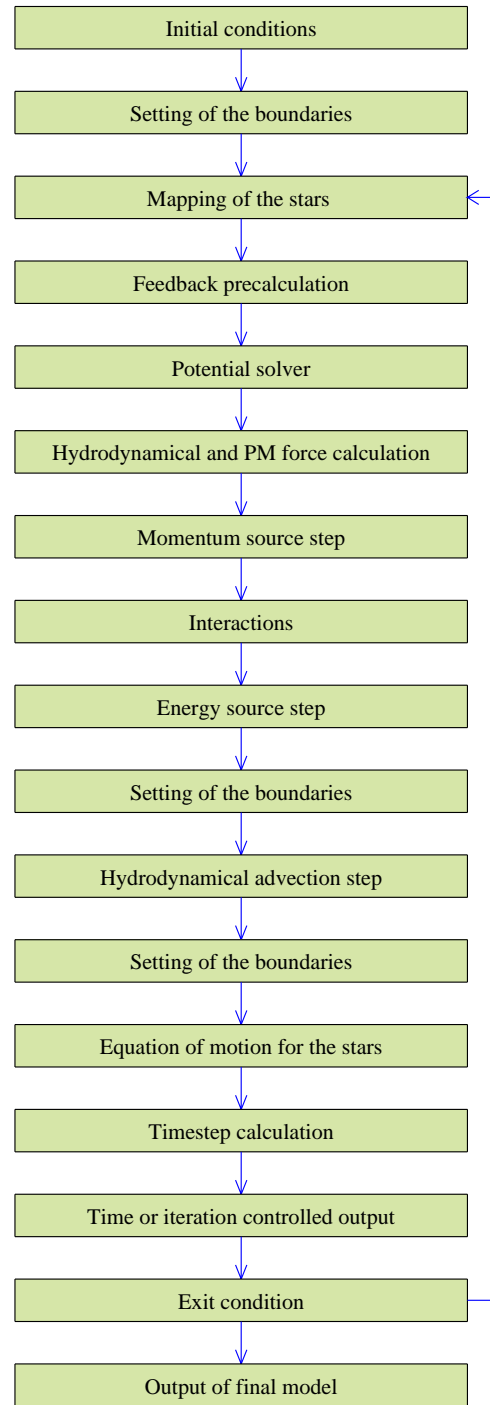 Initial conditions
Setting of the boundaries
Mapping of the stars
Feedback precalculation
Potential solver
Hydrodynamical and PM force calculation
Momentum source step
Interactions
Energy source step
Setting of the boundaries
Hydrodynamical advection step
Setting of the boundaries
Equation of motion for the stars
Timestep calculation
Time or iteration controlled output
Exit condition
Output of final model